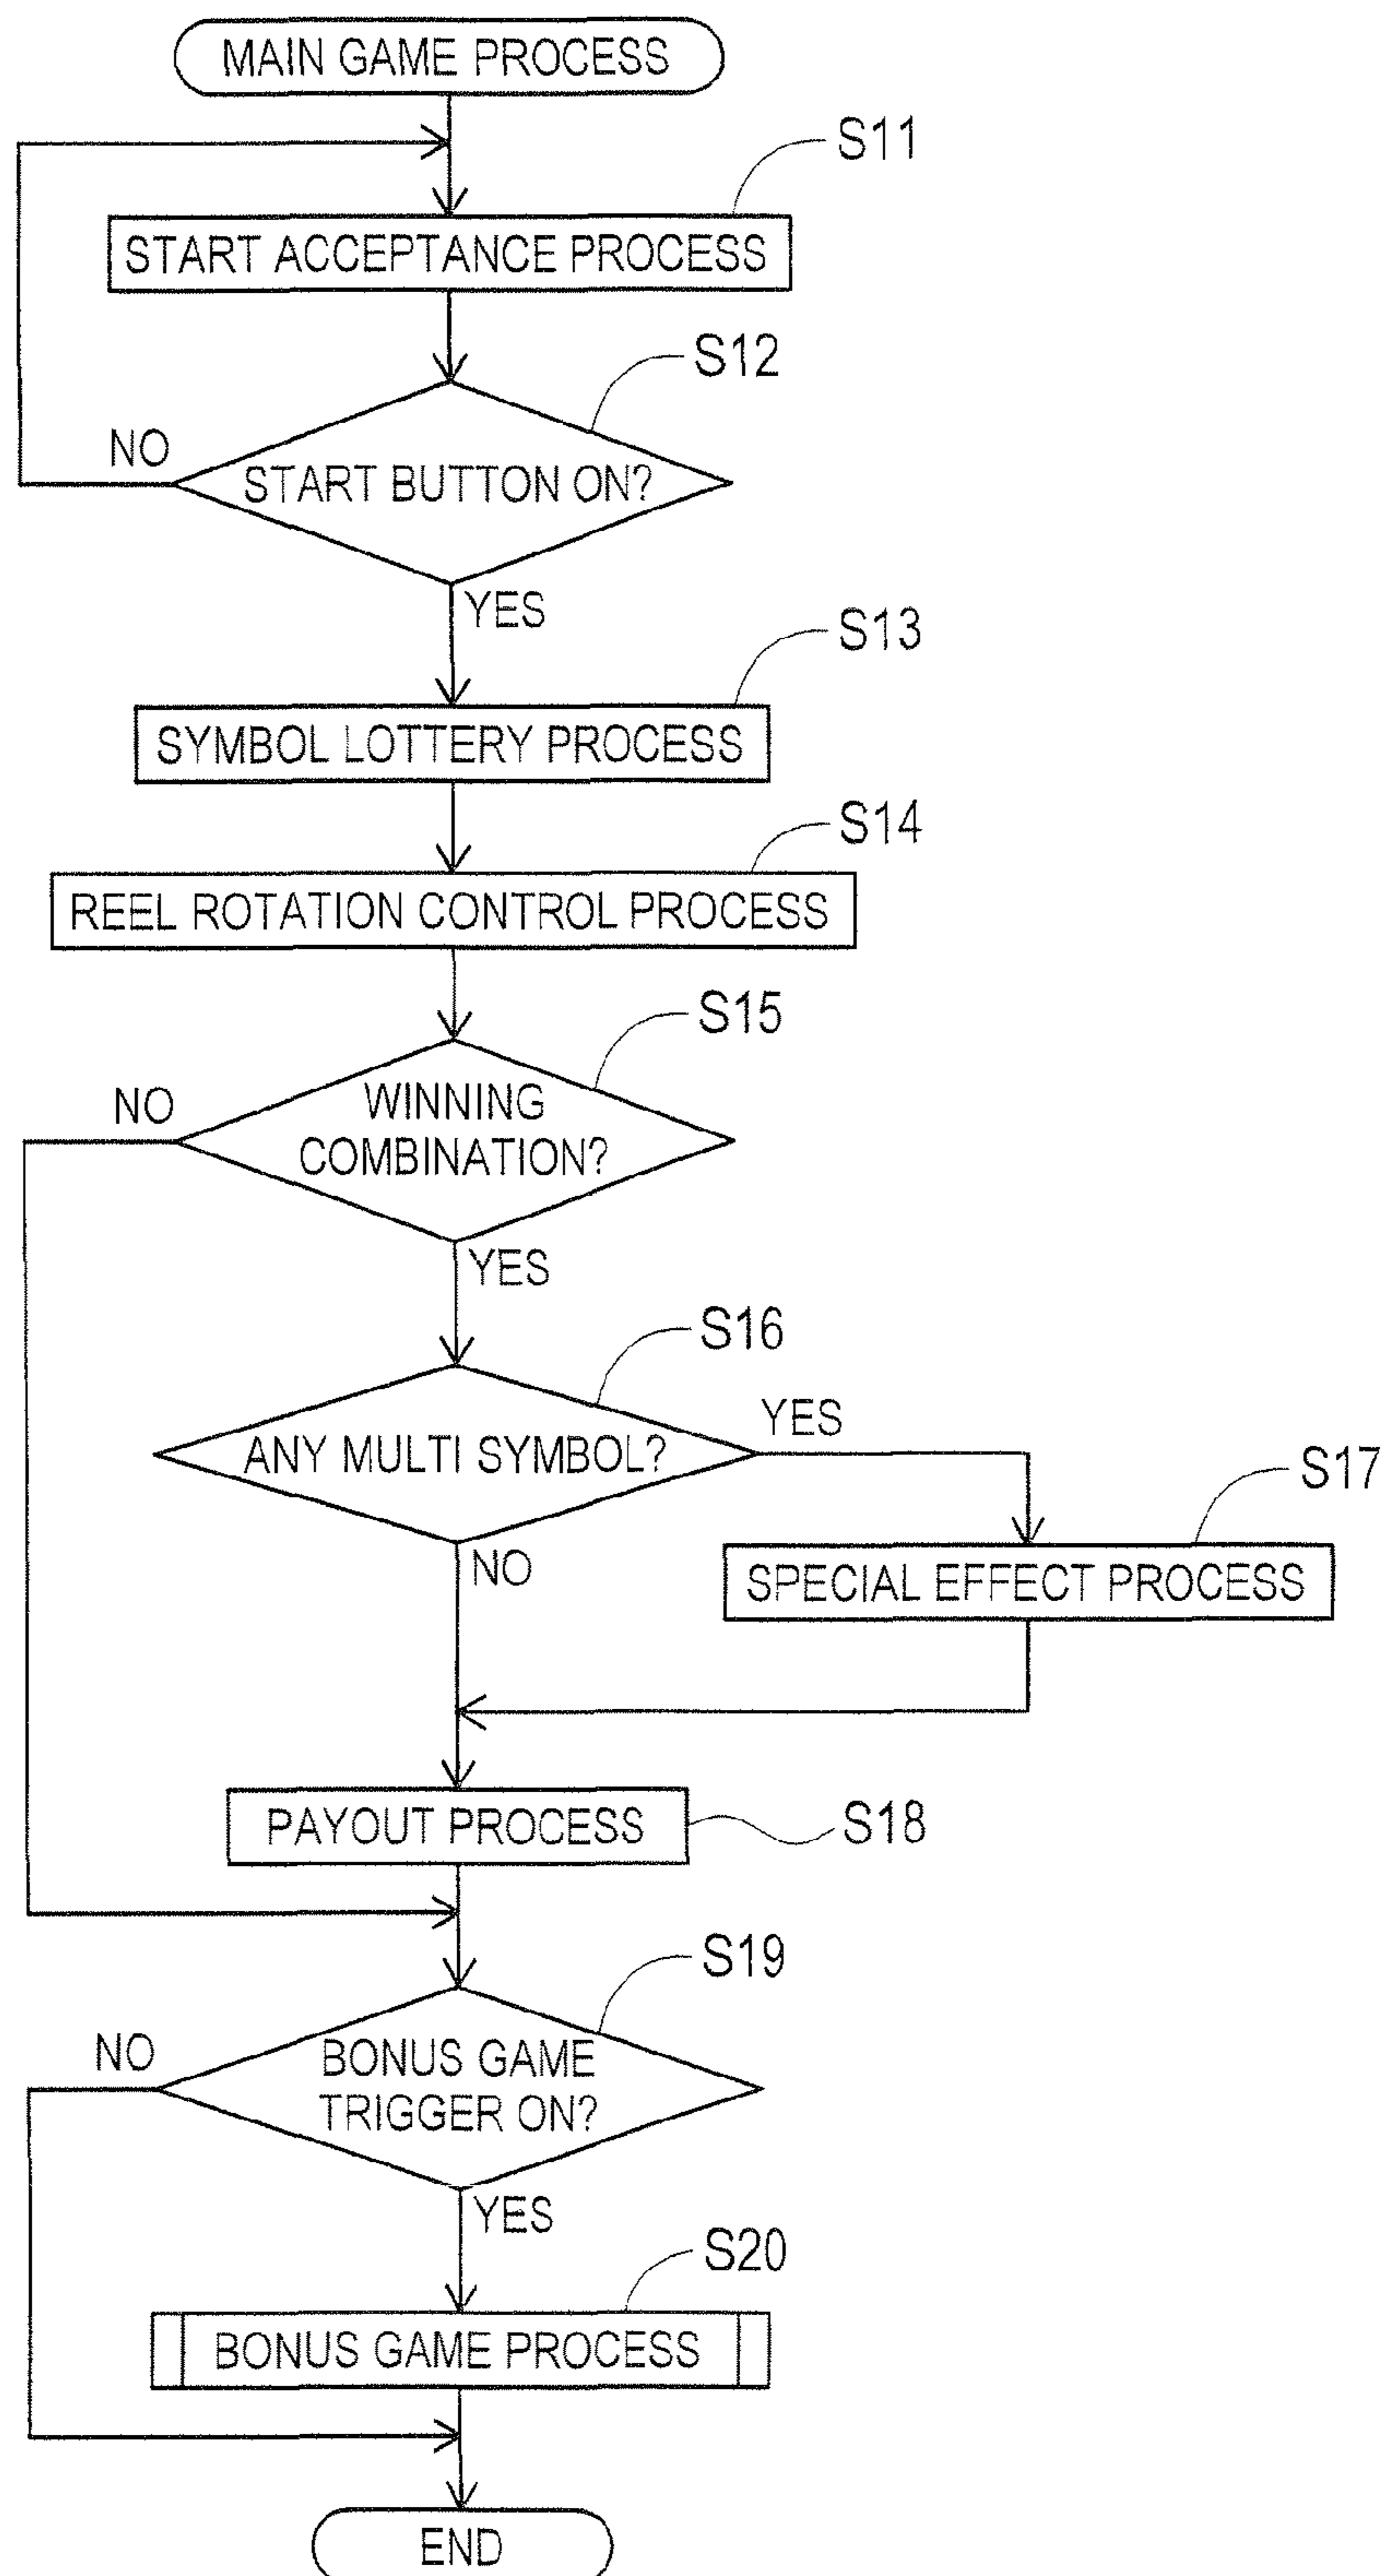 MAIN GAME PROCESS
S11
START ACCEPTANCE PROCESS
S12
NO
START BUTTON ON?
YES
S13
SYMBOL LOTTERY PROCESS
S14
REEL ROTATION CONTROL PROCESS
S15
NO
WINNING
COMBINATION?
YES
S16
YES
ANY MULTI SYMBOL?
S17
NO
SPECIAL EFFECT PROCESS
PAYOUT PROCESS
S18
S19
NO
BONUS GAME
TRIGGER ON?
YES
S20
BONUS GAME PROCESS
END